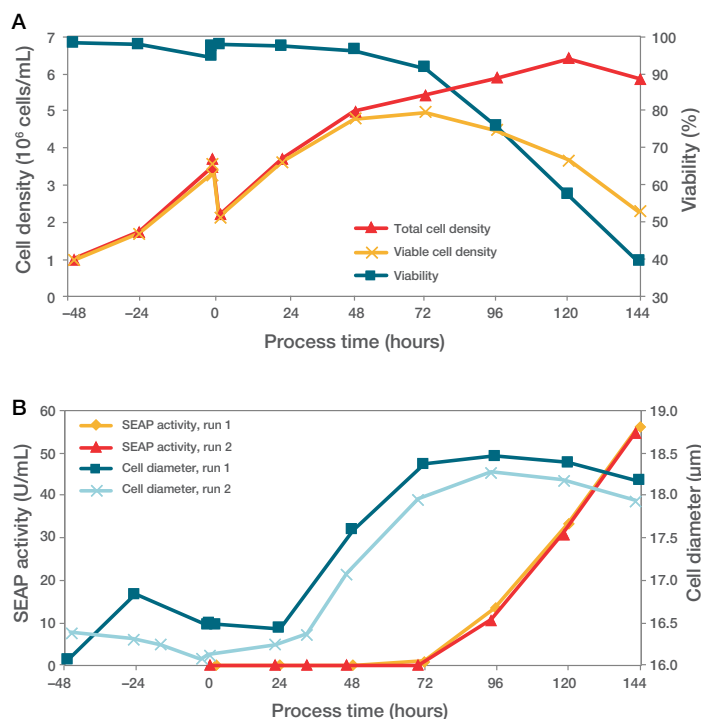 A
Cell density (10⁶ cells/mL)
7
6
5
4
3
2
1
0
100
90
80
70
60
50
40
30
Viability (%)
Total cell density
Viable cell density
Viability
–48 –24 0 24 48 72 96 120 144
Process time (hours)
B
SEAP activity (U/mL)
60
50
40
30
20
10
0
19.0
18.5
18.0
17.5
17.0
16.5
16.0
Cell diameter (µm)
SEAP activity, run 1
SEAP activity, run 2
Cell diameter, run 1
Cell diameter, run 2
–48 –24 0 24 48 72 96 120 144
Process time (hours)